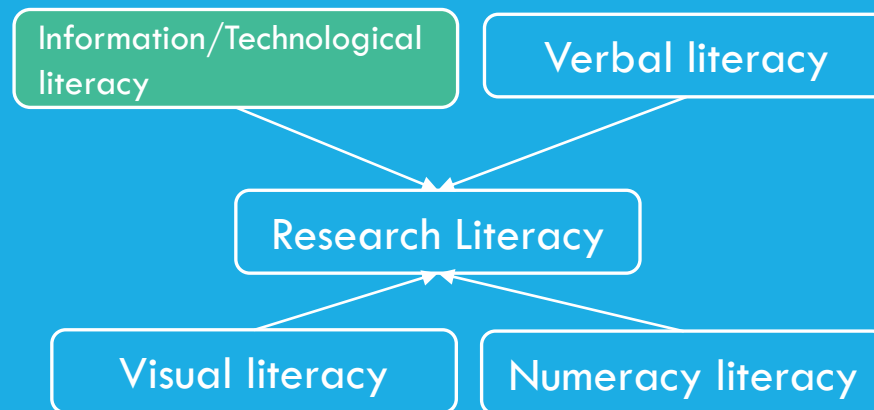 Information/Technological
literacy
Verbal literacy
Research Literacy
Visual literacy
Numeracy literacy